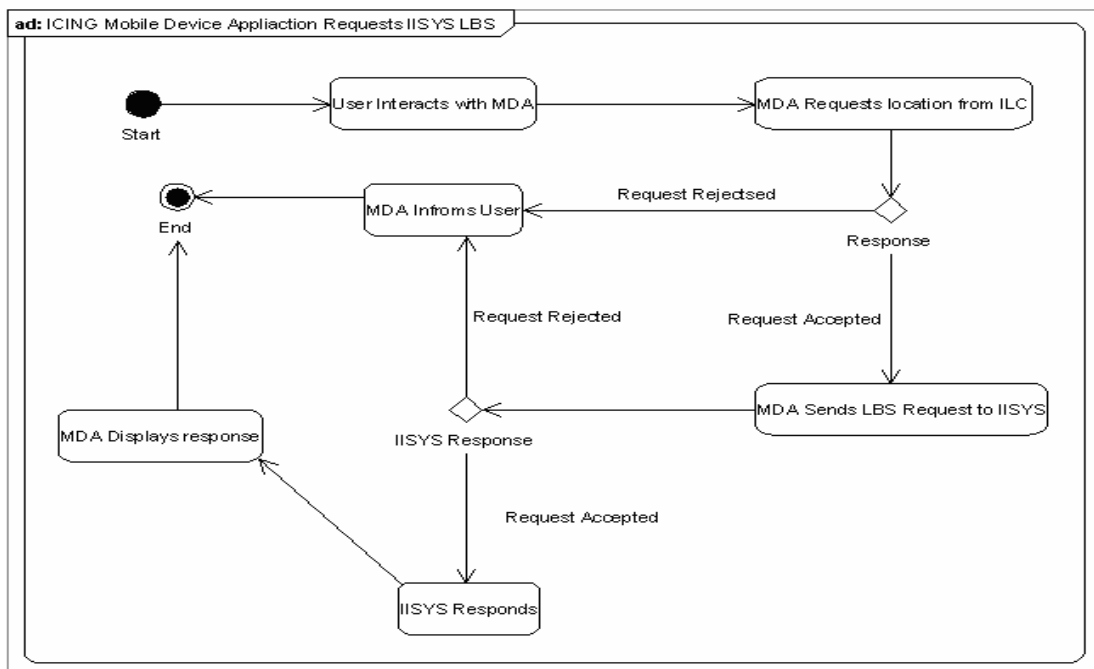 ad: ICING Mobile Device Appliaction Requests IISYS LBS
User Interacts with MDA
MDA Requests location from ILC
Start
Request Rejectsed
MDA Infroms User
End
Response
Request Rejected
Request Accepted
MDA Sends LBS Request to IISYS
MDA Displays response
IISYS Response
Request Accepted
IISYS Responds